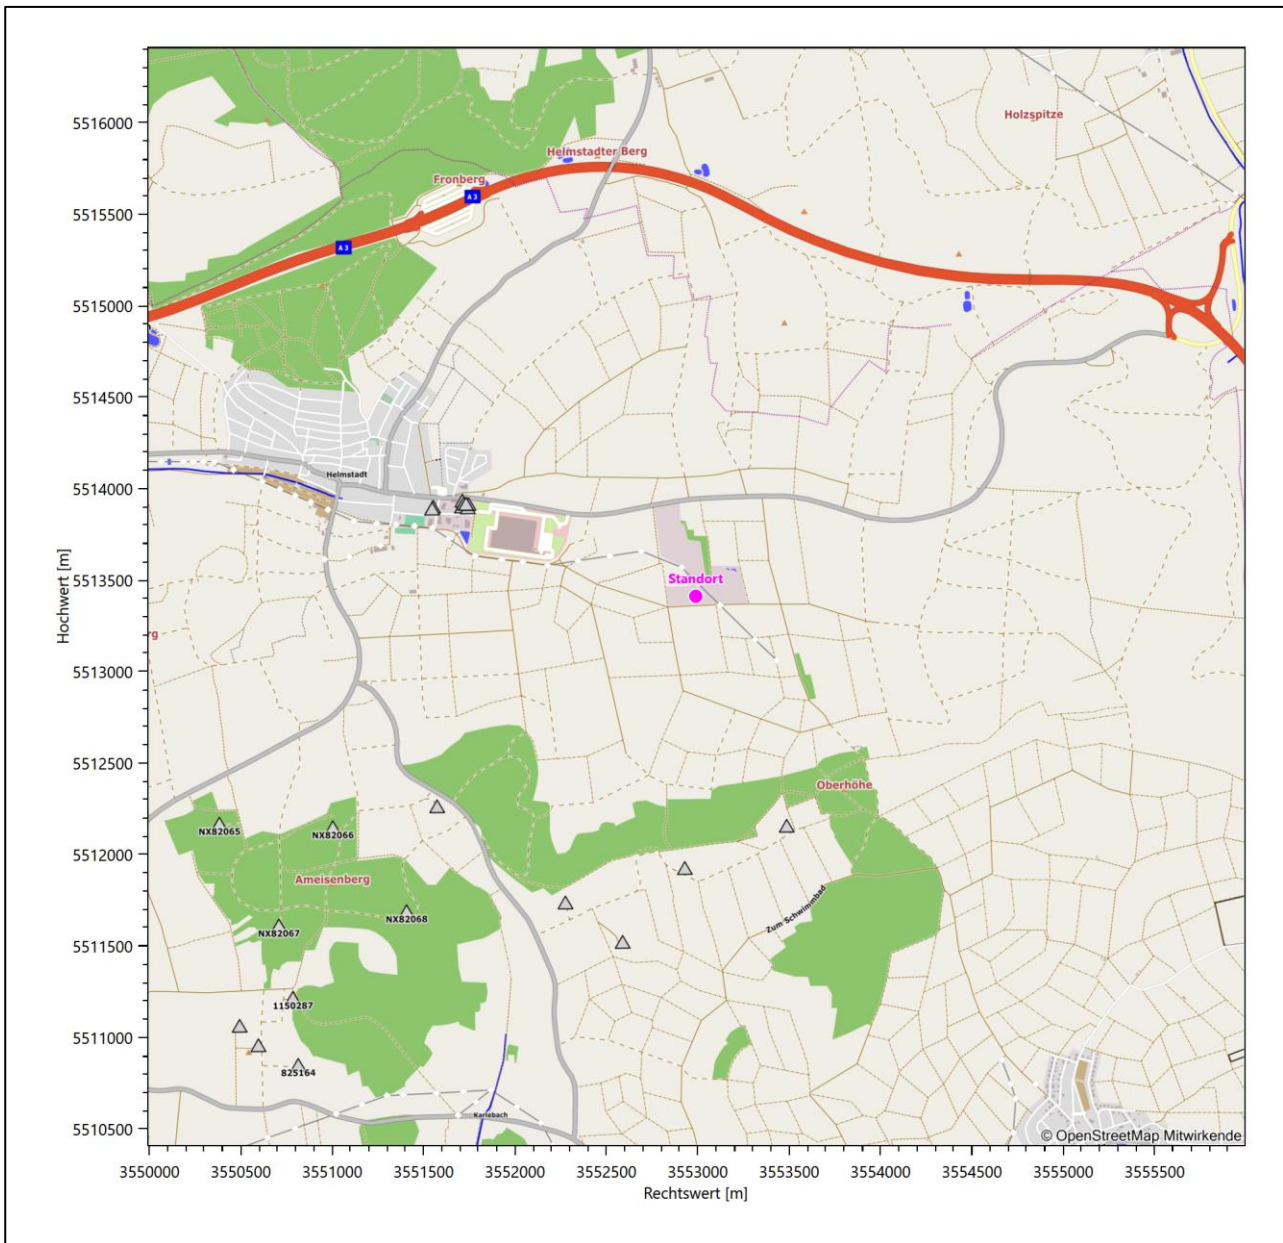 Holzspitze
5516000
Helmstadter Berg
Fronberg
A 3
5515500
A 3
5515000
5514500
Helmstadt
5514000
5513500
Standort
Hochwert [m]
rg
5513000
5512500
Oberhöhe
NX82065
NX82066
5512000
Ameisenberg
Zum Schwimmbad
NX82068
NX82067
5511500
1150287
5511000
825164
Karlebach
5510500
© OpenStreetMap Mitwirkende
3550000 3550500 3551000 3551500 3552000 3552500 3553000 3553500 3554000 3554500 3555000 3555500
Rechtswert [m]